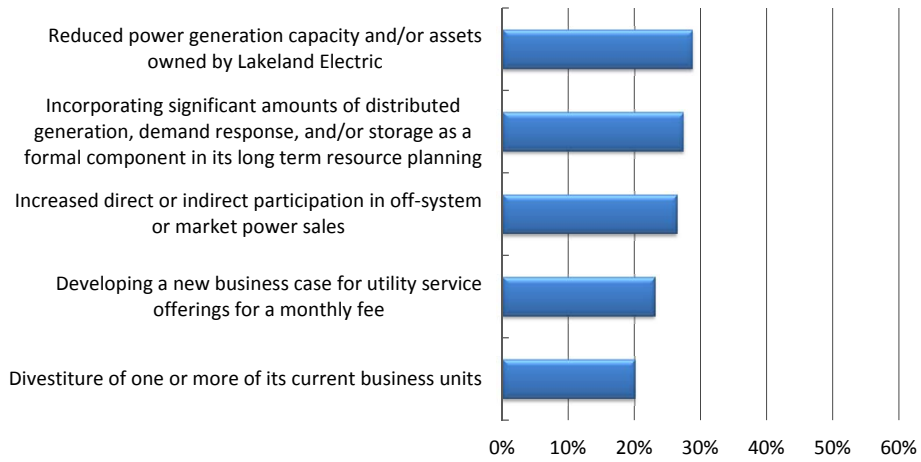 Reduced power generation capacity and/or assets
owned by Lakeland Electric
Incorporating significant amounts of distributed
generation, demand response, and/or storage as a
formal component in its long term resource planning
Increased direct or indirect participation in off-system
or market power sales
Developing a new business case for utility service
offerings for a monthly fee
Divestiture of one or more of its current business units
0% 10% 20% 30% 40% 50% 60%